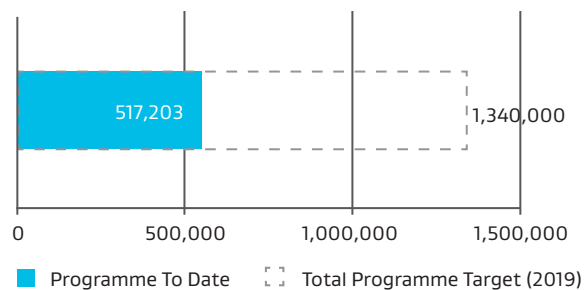 517,203
1,340,000
0 500,000 1,000,000 1,500,000
Programme To Date Total Programme Target (2019)